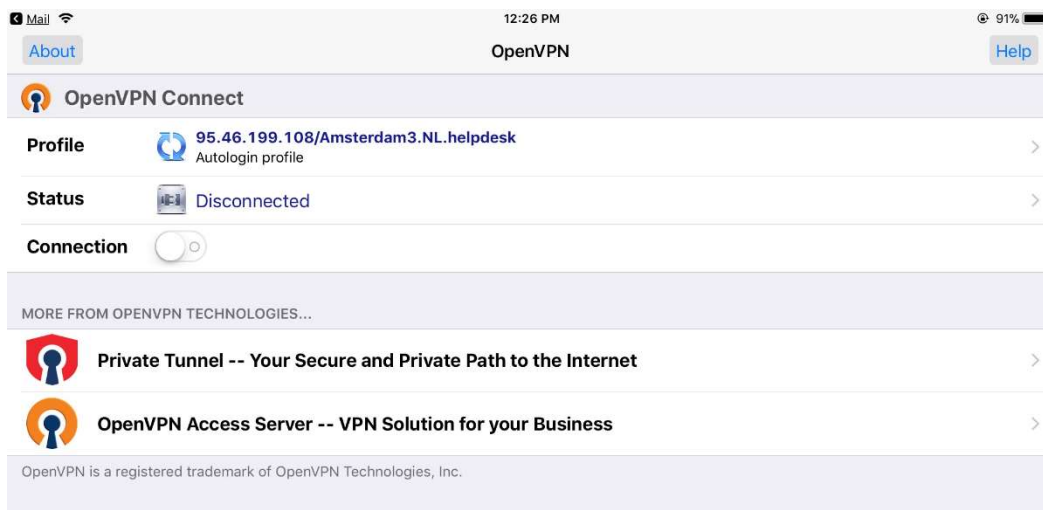 Mail 12:26 PM 91%
About OpenVPN Help
OpenVPN Connect
Profile 95.46.199.108/Amsterdam3.NL.helpdesk
Autologin profile
Status Disconnected
Connection
MORE FROM OPENVPN TECHNOLOGIES...
Private Tunnel -- Your Secure and Private Path to the Internet
OpenVPN Access Server -- VPN Solution for your Business
OpenVPN is a registered trademark of OpenVPN Technologies, Inc.